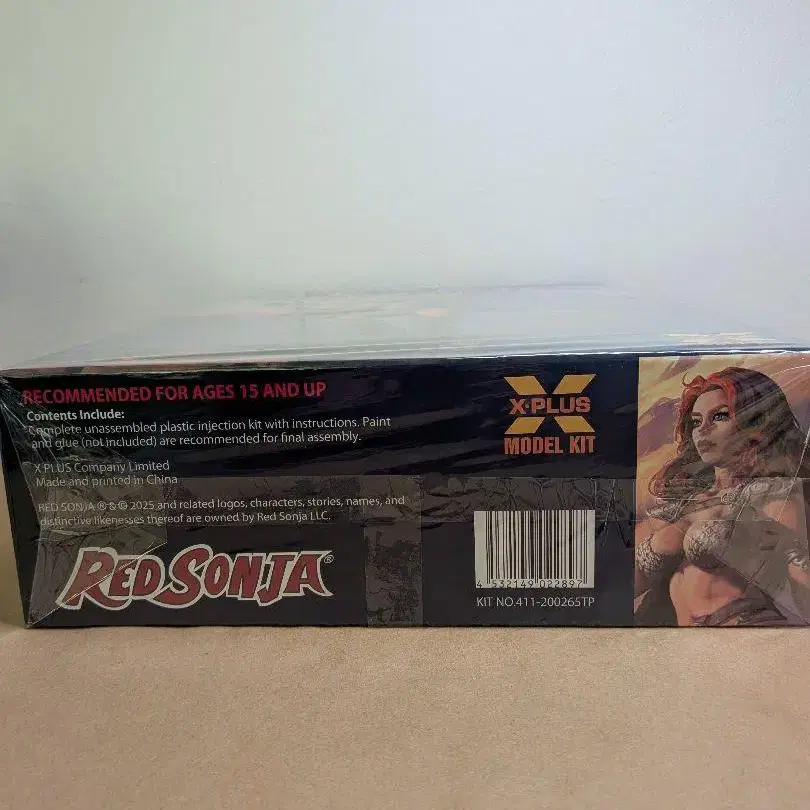 RECOMMENDED FOR AGES 15 AND UP
Contents Include:
Complete unassembled plastic injection kit with instructions. Paint
and glue (not included) are recommended for final assembly.
X PLUS Company Limited
Made and printed in China
RED SONJA ® & © 2025 and related logos, characters, stories, names, and
distinctive likenesses thereof are owned by Red Sonja LLC.
RED SONJA®
X-PLUS
MODEL KIT
4 532149 022897
KIT NO.411-200265TP